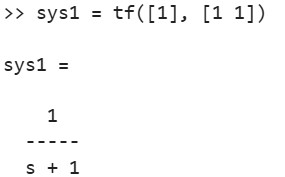 >> sys1 = tf([1], [1 1])
sys1 =
1
-----
s + 1